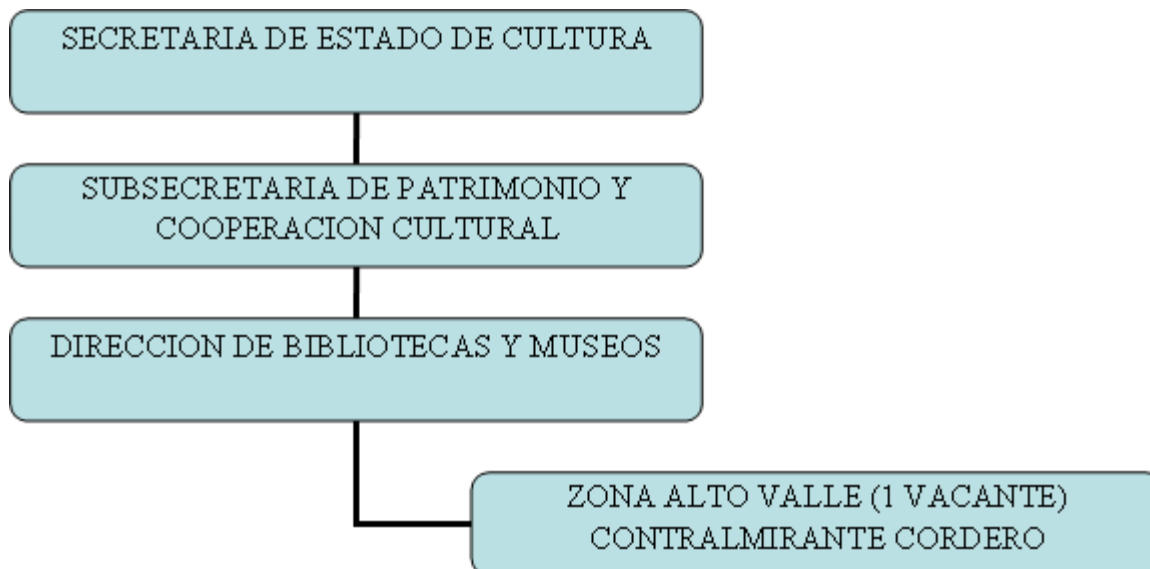 SECRETARIA DE ESTADO DE CULTURA
SUBSECRETARIA DE PATRIMONIO Y
COOPERACION CULTURAL
DIRECCION DE BIBLIOTECAS Y MUSEOS
ZONA ALTO VALLE (1 VACANTE)
CONTRALMIRANTE CORDERO